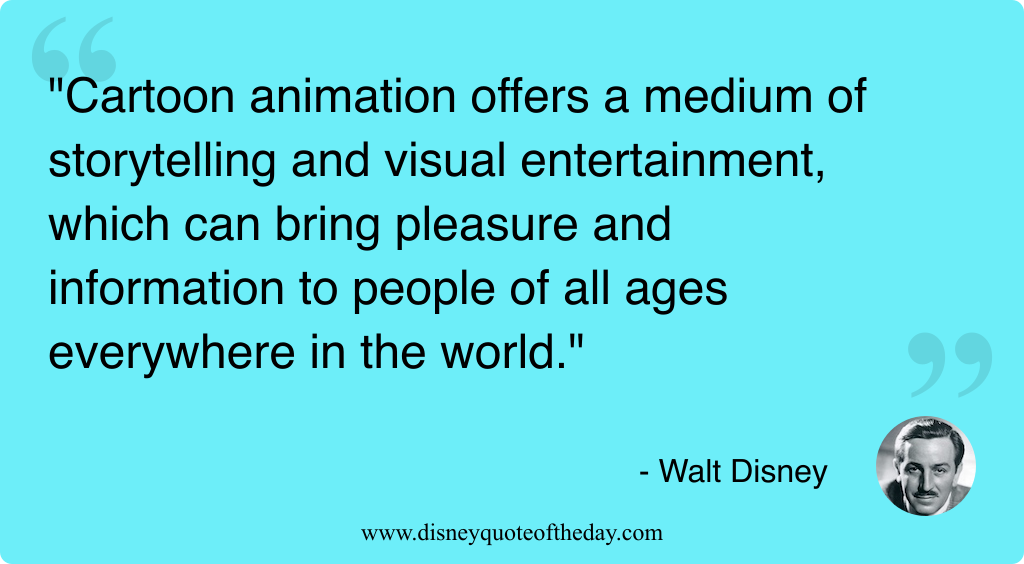 "Cartoon animation offers a medium of
storytelling and visual entertainment,
which can bring pleasure and
information to people of all ages
everywhere in the world."
- Walt Disney
www.disneyquoteoftheday.com